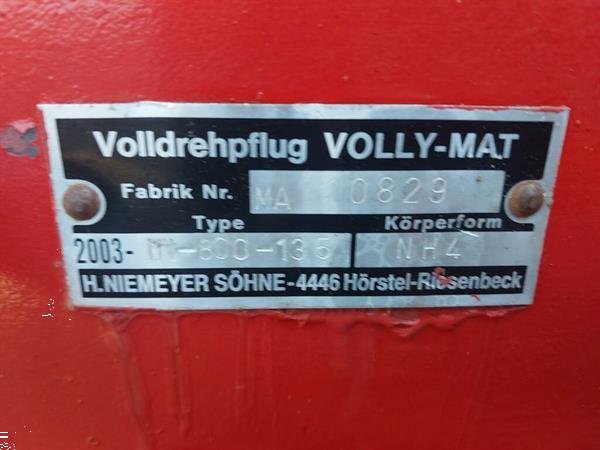 Volldrehpflug VOLLY-MAT
Fabrik Nr. MA 10829
Type Körperform
2003- -800-135 NH4
H.NIEMEYER SÖHNE-4446 Hörstel-Riesenbeck